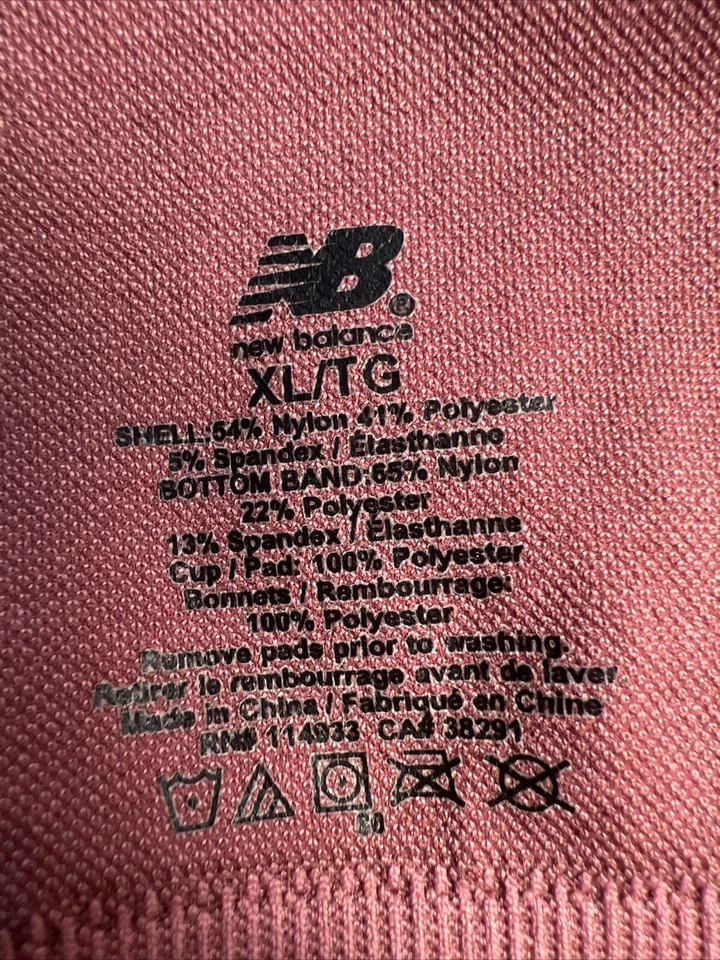 NB®
new balance
XL/TG
SHELL:54% Nylon 41% Polyester
5% Spandex / Élasthanne
BOTTOM BAND:65% Nylon
22% Polyester
13% Spandex / Élasthanne
Cup / Pad: 100% Polyester
Bonnets / Rembourrage:
100% Polyester
Remove pads prior to washing.
Retirer le rembourrage avant de laver.
Made in China / Fabriqué en Chine
RN# 114933 CA# 38291